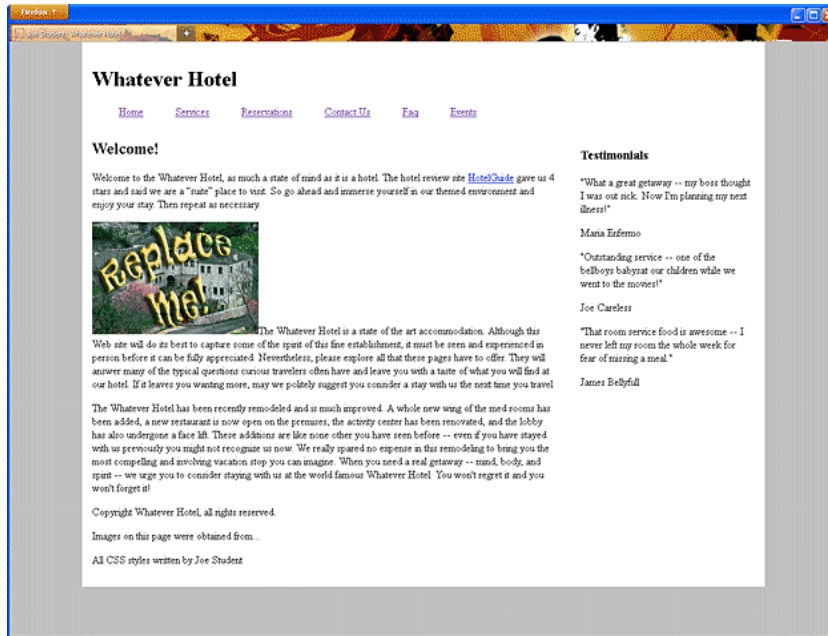 Firefox
Joe Student: Whatever Hotel
Whatever Hotel
Home Services Reservations Contact Us Faq Events
Welcome!
Welcome to the Whatever Hotel, as much a state of mind as it is a hotel. The hotel review site HotelGuide gave us 4
stars and said we are a "suite" place to visit. So go ahead and immerse yourself in our themed environment and
enjoy your stay. Then repeat as necessary.
Replace
Me!
The Whatever Hotel is a state of the art accommodation. Although this
Web site will do its best to capture some of the spirit of this fine establishment, it must be seen and experienced in
person before it can be fully appreciated. Nevertheless, please explore all that these pages have to offer. They will
answer many of the typical questions curious travelers often have and leave you with a taste of what you will find at
our hotel. If it leaves you wanting more, may we politely suggest you consider a stay with us the next time you travel.
The Whatever Hotel has been recently remodeled and is much improved. A whole new wing of the med rooms has
been added, a new restaurant is now open on the premises, the activity center has been renovated, and the lobby
has also undergone a face lift. These additions are like none other you have seen before -- even if you have stayed
with us previously you might not recognize us now. We really spared no expense in this remodeling to bring you the
most compelling and involving vacation stop you can imagine. When you need a real getaway -- mind, body, and
spirit -- we urge you to consider staying with us at the world famous Whatever Hotel. You won't regret it and you
won't forget it!
Copyright Whatever Hotel, all rights reserved.
Images on this page were obtained from...
All CSS styles written by Joe Student
Testimonials
"What a great getaway -- my boss thought
I was out sick. Now I'm planning my next
illness!"
Maria Enfermo
"Outstanding service -- one of the
bellboys babysat our children while we
went to the movies!"
Joe Careless
"That room service food is awesome -- I
never left my room the whole week for
fear of missing a meal."
James Bellyfull